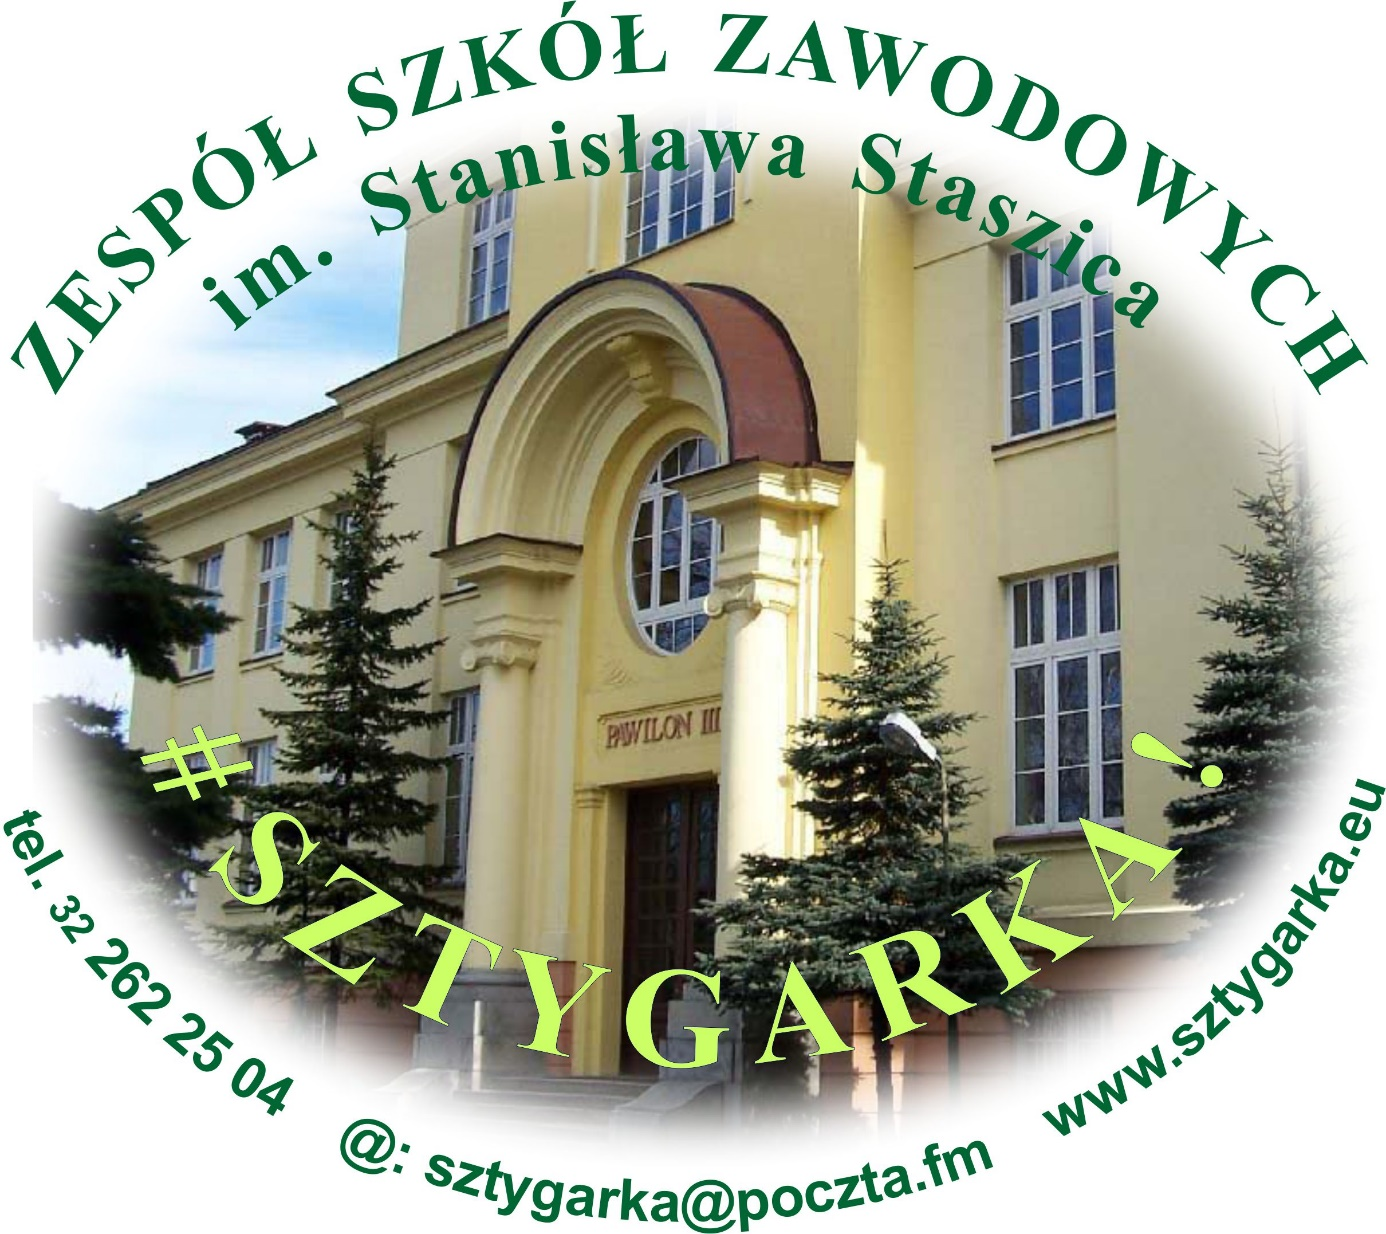 ZESPÓŁ SZKÓŁ ZAWODOWYCH
im. Stanisława Staszica
PAWILON III
#SZTYGARKA!
tel. 32 262 25 04
@: sztygarka@poczta.fm
www.sztygarka.eu